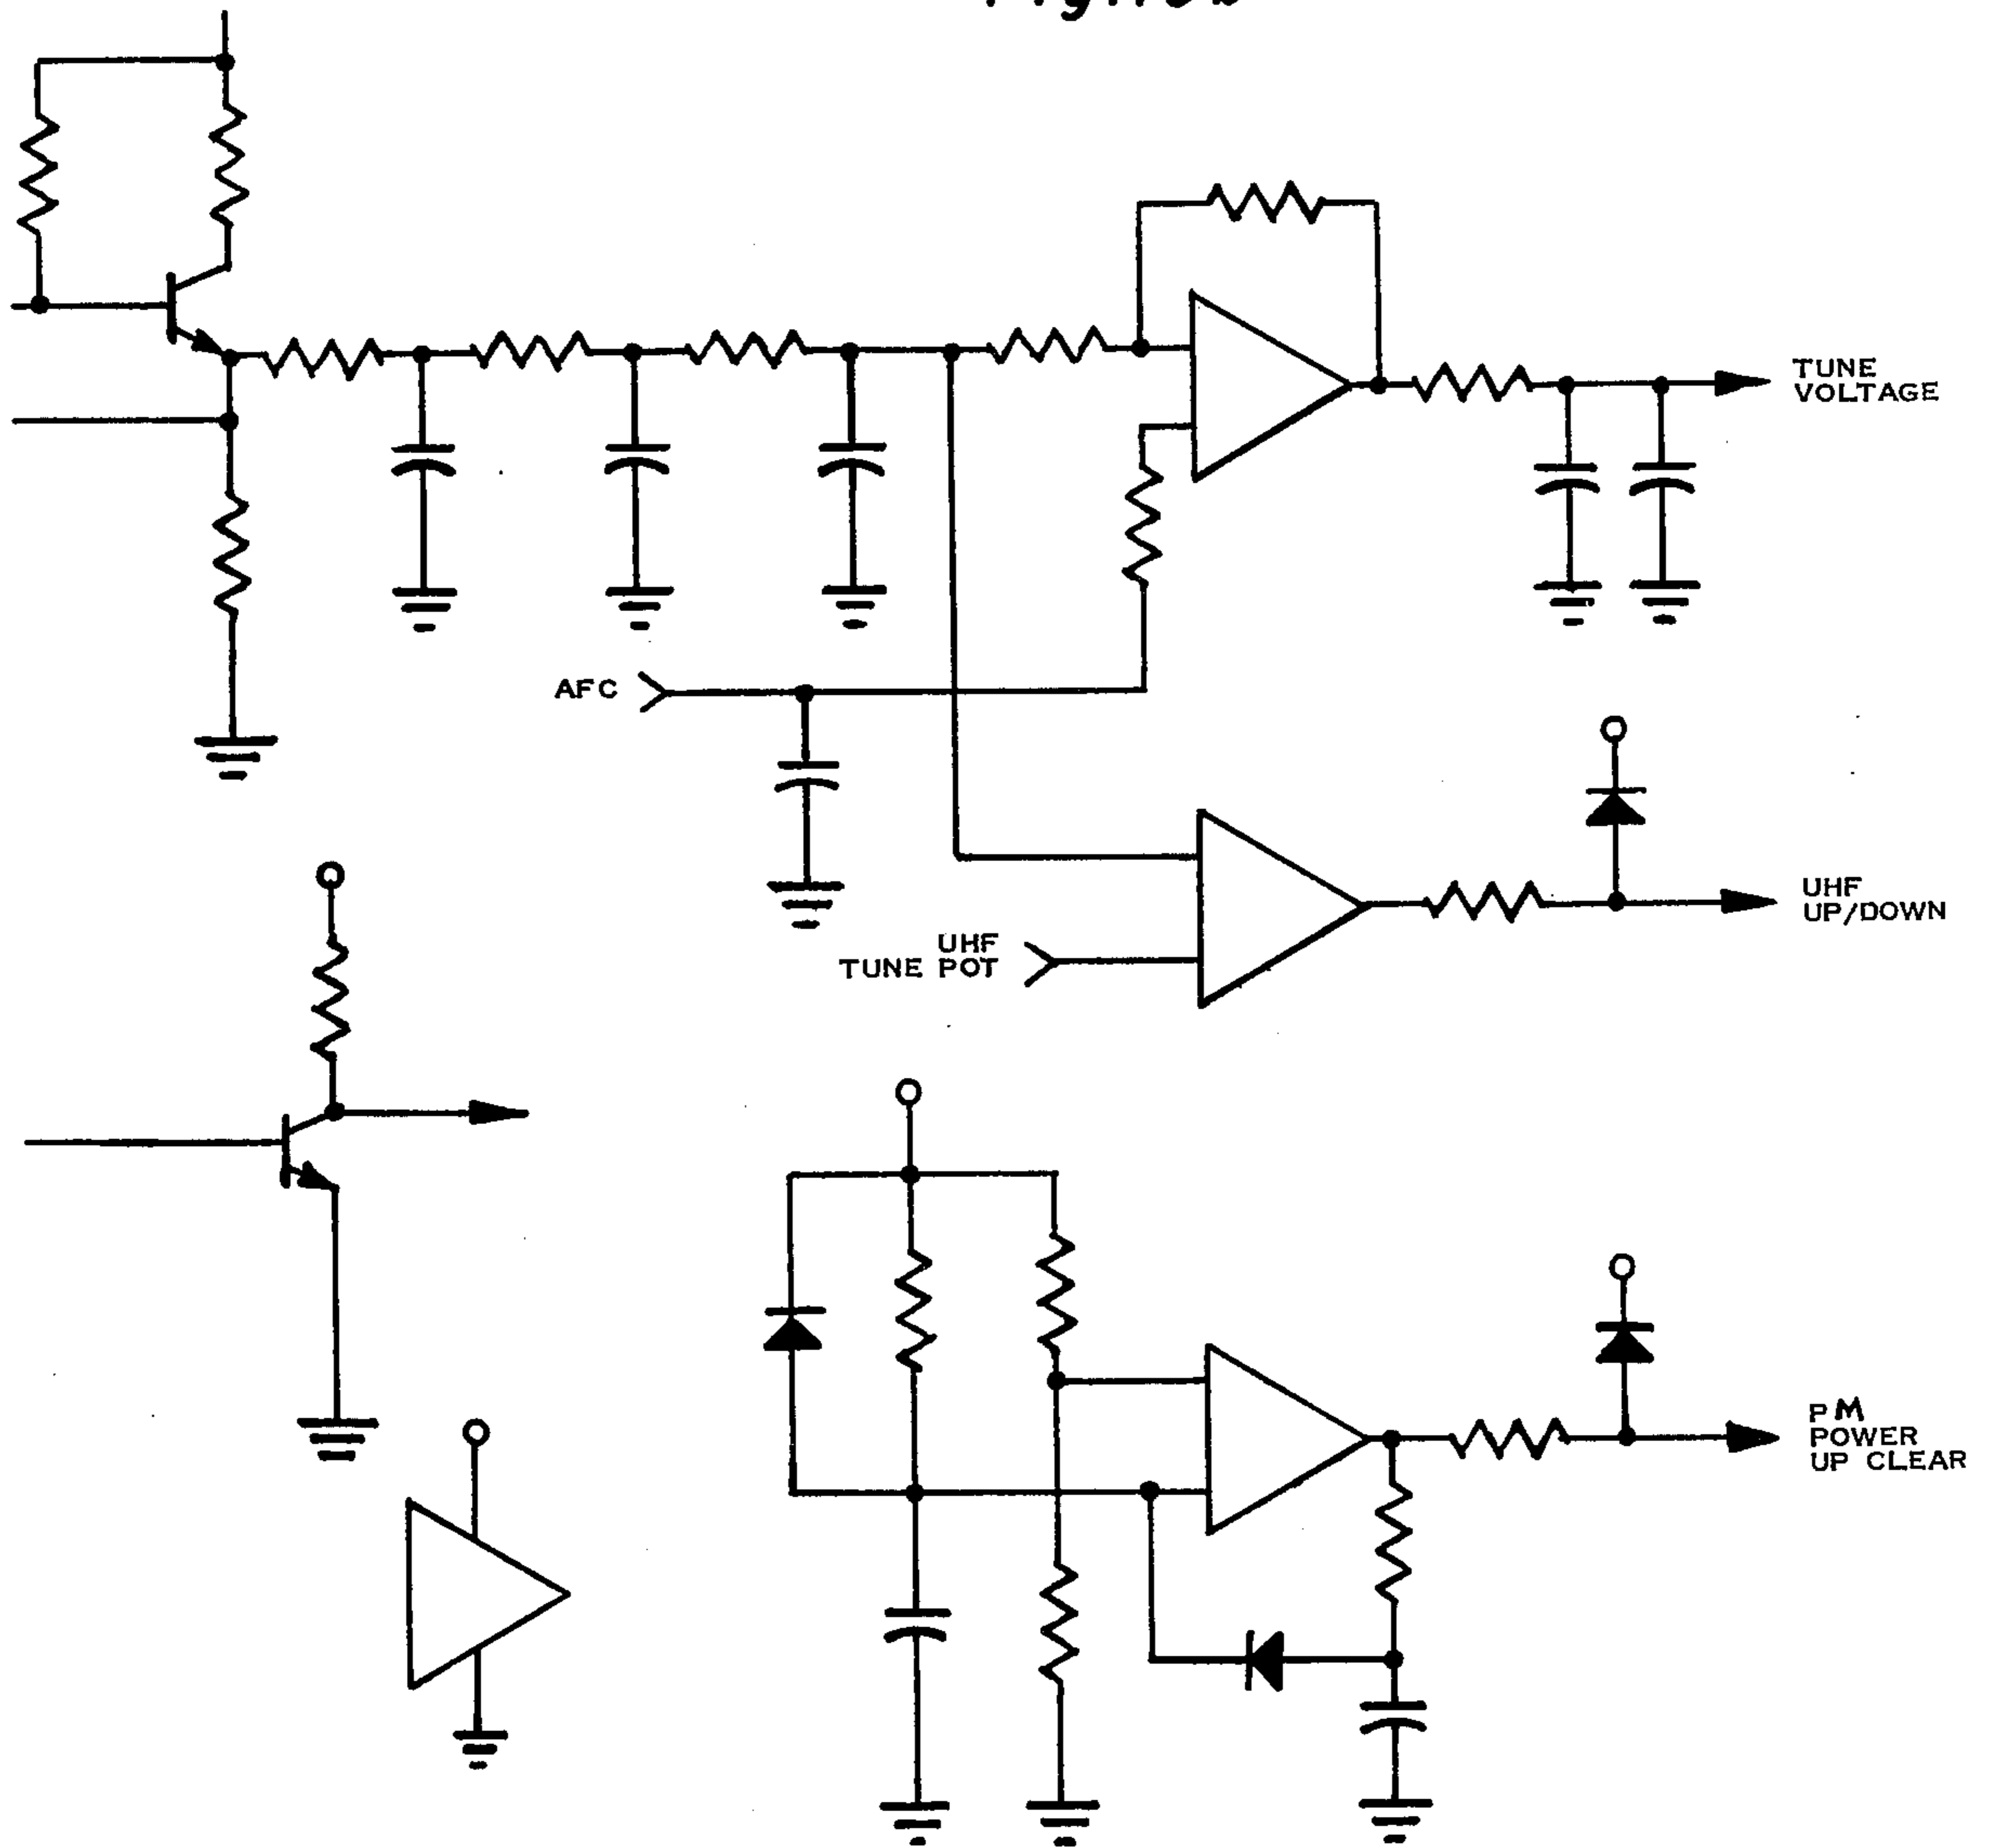 TUNE
VOLTAGE
AFC
UHF
UP/DOWN
UHF
TUNE POT
PM
POWER
UP CLEAR